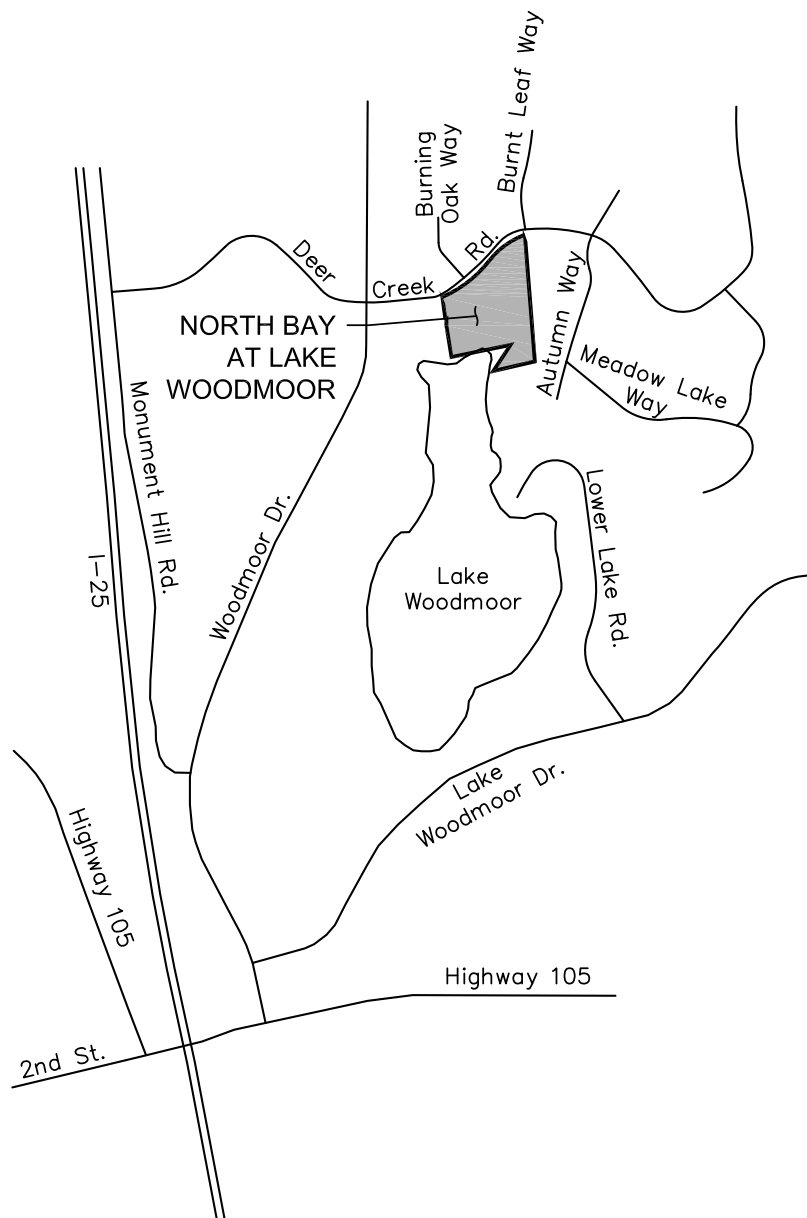 Burnt Leaf Way
Burning
Oak Way
Deer
Creek
Rd.
NORTH BAY
AT LAKE
WOODMOOR
Autumn Way
Meadow Lake
Way
Monument Hill Rd.
Woodmoor Dr.
I-25
Lower Lake Rd.
Lake
Woodmoor
Lake
Woodmoor Dr.
Highway 105
Highway 105
2nd St.